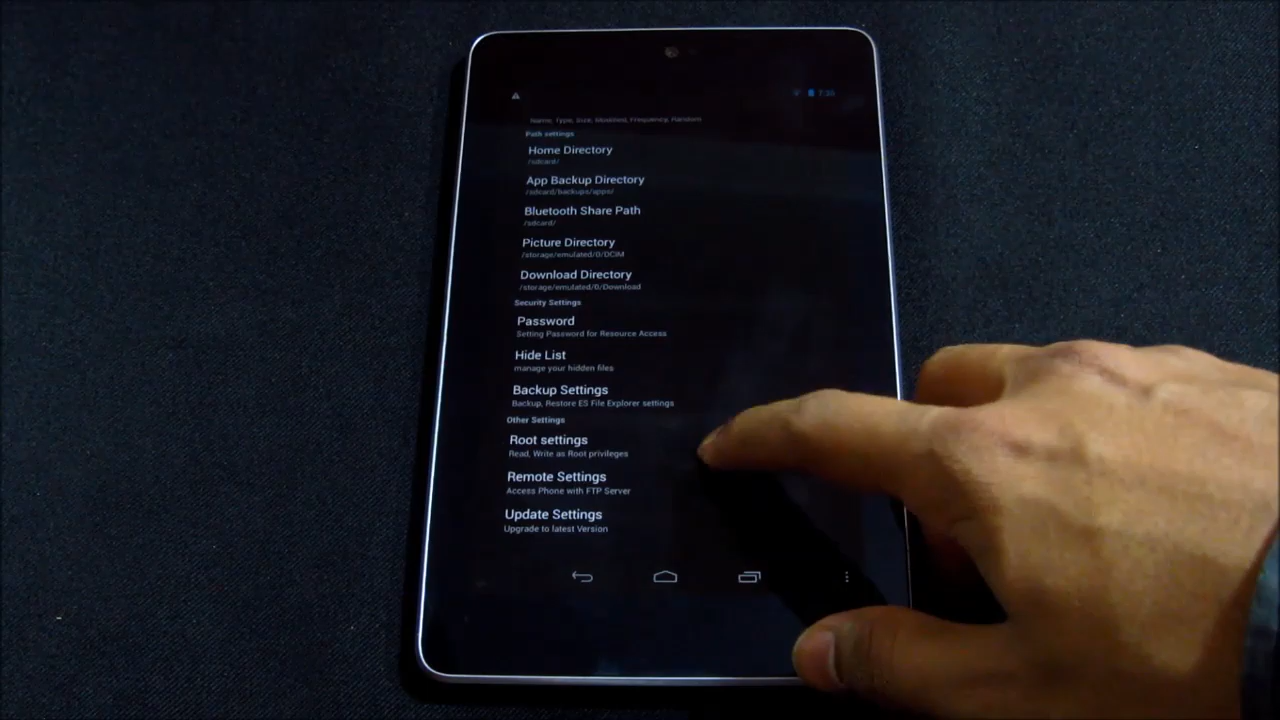 7:30
Name, Type, Size, Modified, Frequency, Random
Path settings
Home Directory
/sdcard/
App Backup Directory
/sdcard/backups/apps/
Bluetooth Share Path
/sdcard/
Picture Directory
/storage/emulated/0/DCIM
Download Directory
/storage/emulated/0/Download
Security Settings
Password
Setting Password for Resource Access
Hide List
manage your hidden files
Backup Settings
Backup, Restore ES File Explorer settings
Other Settings
Root settings
Read, Write as Root privileges
Remote Settings
Access Phone with FTP Server
Update Settings
Upgrade to latest Version